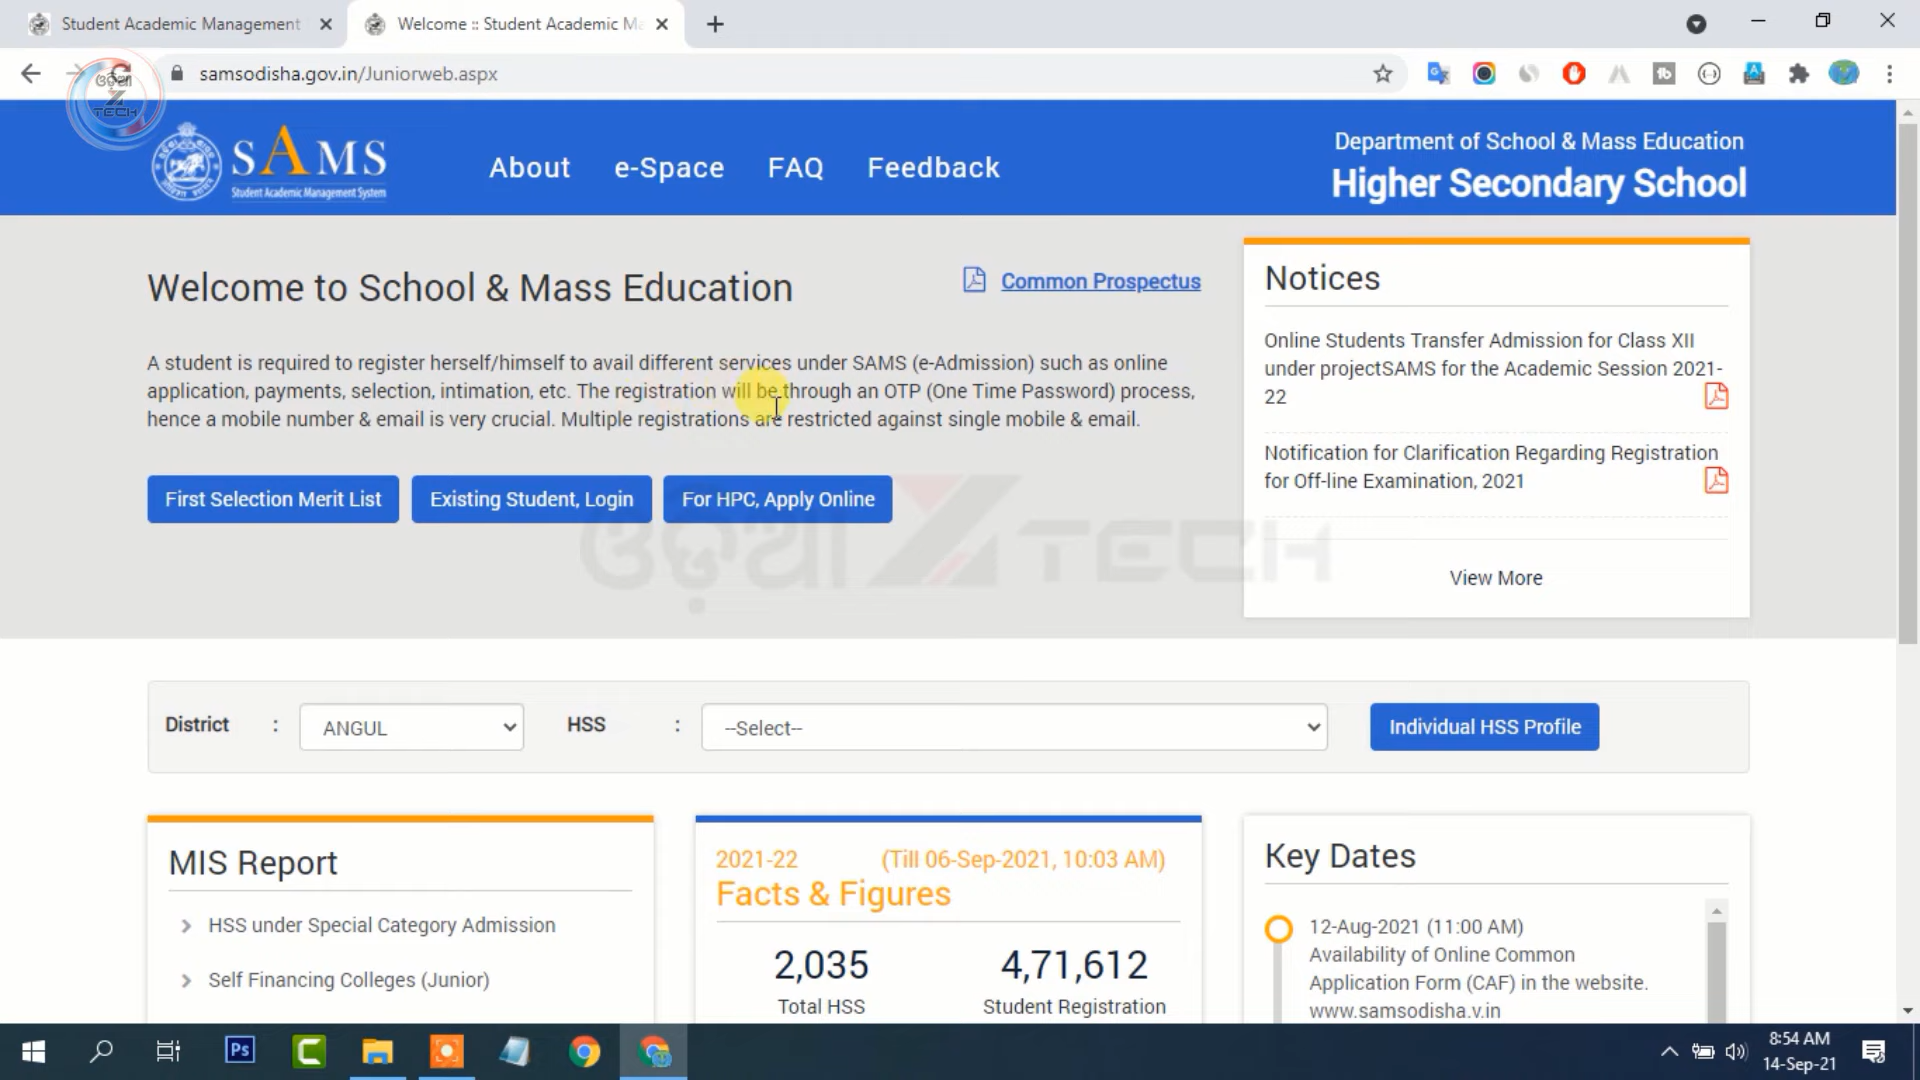 Student Academic Management
Welcome :: Student Academic Ma
samsodisha.gov.in/Juniorweb.aspx
ଓଡ଼ିଆ
Z
TECH
SAMS
Student Academic Management System
About
e-Space
FAQ
Feedback
Department of School & Mass Education
Higher Secondary School
Welcome to School & Mass Education
Common Prospectus
A student is required to register herself/himself to avail different services under SAMS (e-Admission) such as online
application, payments, selection, intimation, etc. The registration will be through an OTP (One Time Password) process,
hence a mobile number & email is very crucial. Multiple registrations are restricted against single mobile & email.
First Selection Merit List
Existing Student, Login
For HPC, Apply Online
ଓଡ଼ିଆ Z TECH
Notices
Online Students Transfer Admission for Class XII
under projectSAMS for the Academic Session 2021-
22
Notification for Clarification Regarding Registration
for Off-line Examination, 2021
View More
District :
ANGUL
HSS :
--Select--
Individual HSS Profile
MIS Report
HSS under Special Category Admission
Self Financing Colleges (Junior)
2021-22 (Till 06-Sep-2021, 10:03 AM)
Facts & Figures
2,035
Total HSS
4,71,612
Student Registration
Key Dates
12-Aug-2021 (11:00 AM)
Availability of Online Common
Application Form (CAF) in the website.
www.samsodisha.v.in
Ps
8:54 AM
14-Sep-21